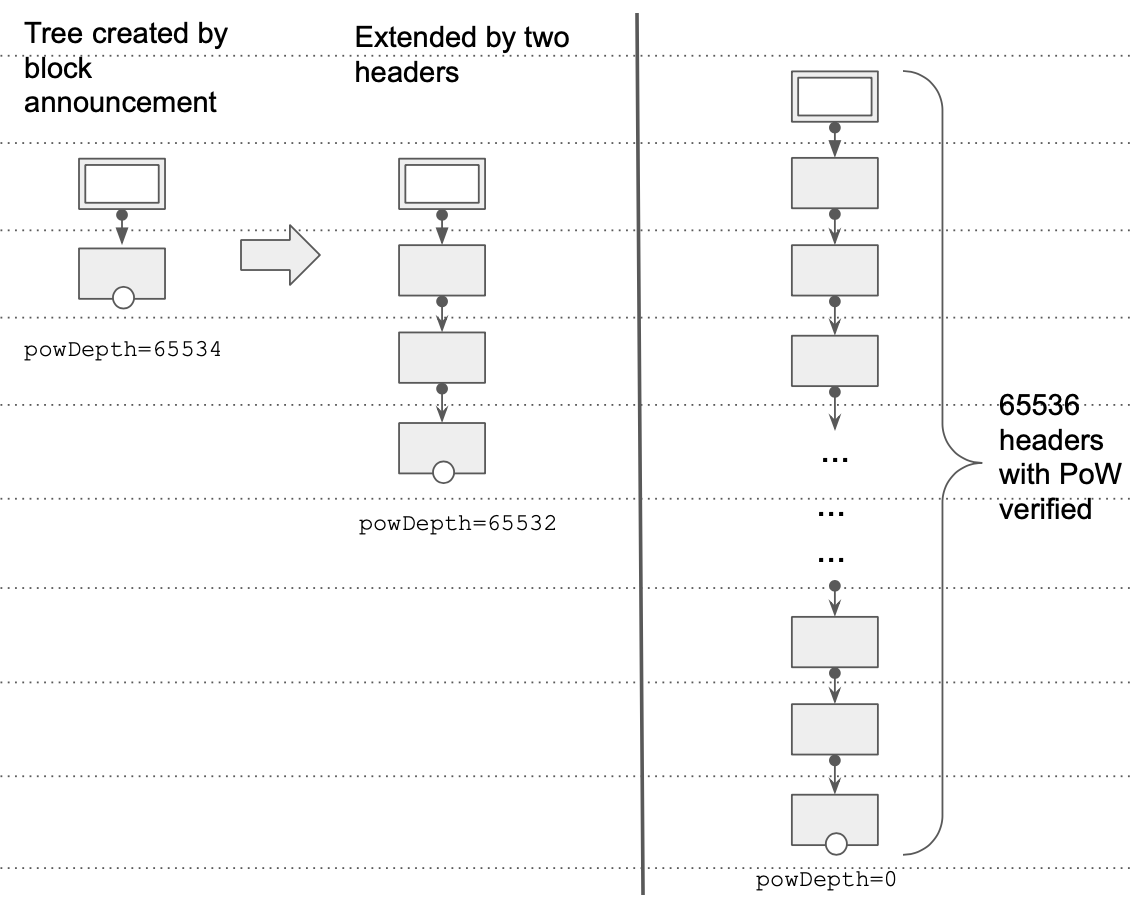 Tree created by
block
announcement
Extended by two
headers
powDepth=65534
powDepth=65532
...
...
...
65536
headers
with PoW
verified
powDepth=0